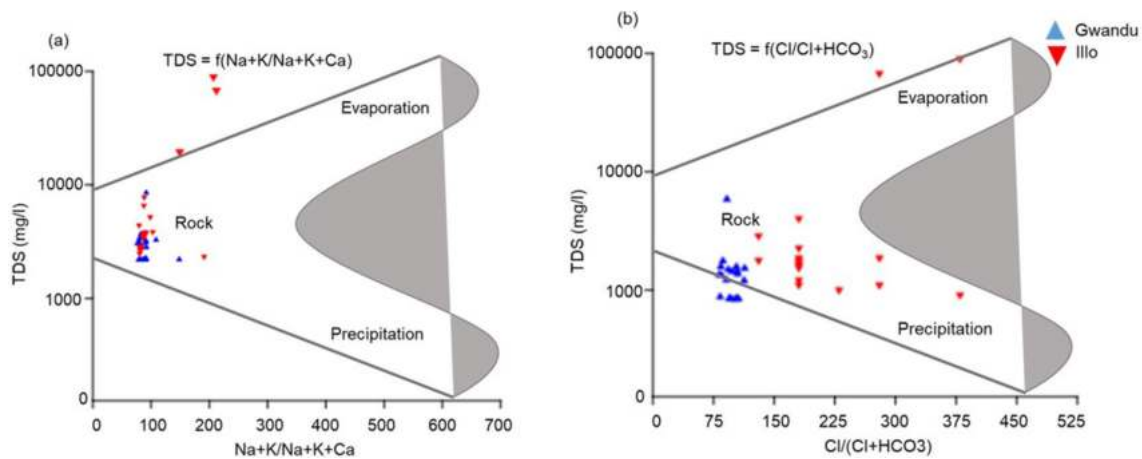 (a)
TDS = f(Na+K/Na+K+Ca)
100000
10000
1000
0
TDS (mg/l)
Evaporation
Rock
Precipitation
0 100 200 300 400 500 600 700
Na+K/Na+K+Ca
(b)
TDS = f(Cl/Cl+HCO₃)
Gwandu
Illo
100000
10000
1000
0
TDS (mg/l)
Evaporation
Rock
Precipitation
0 75 150 225 300 375 450 525
Cl/(Cl+HCO3)